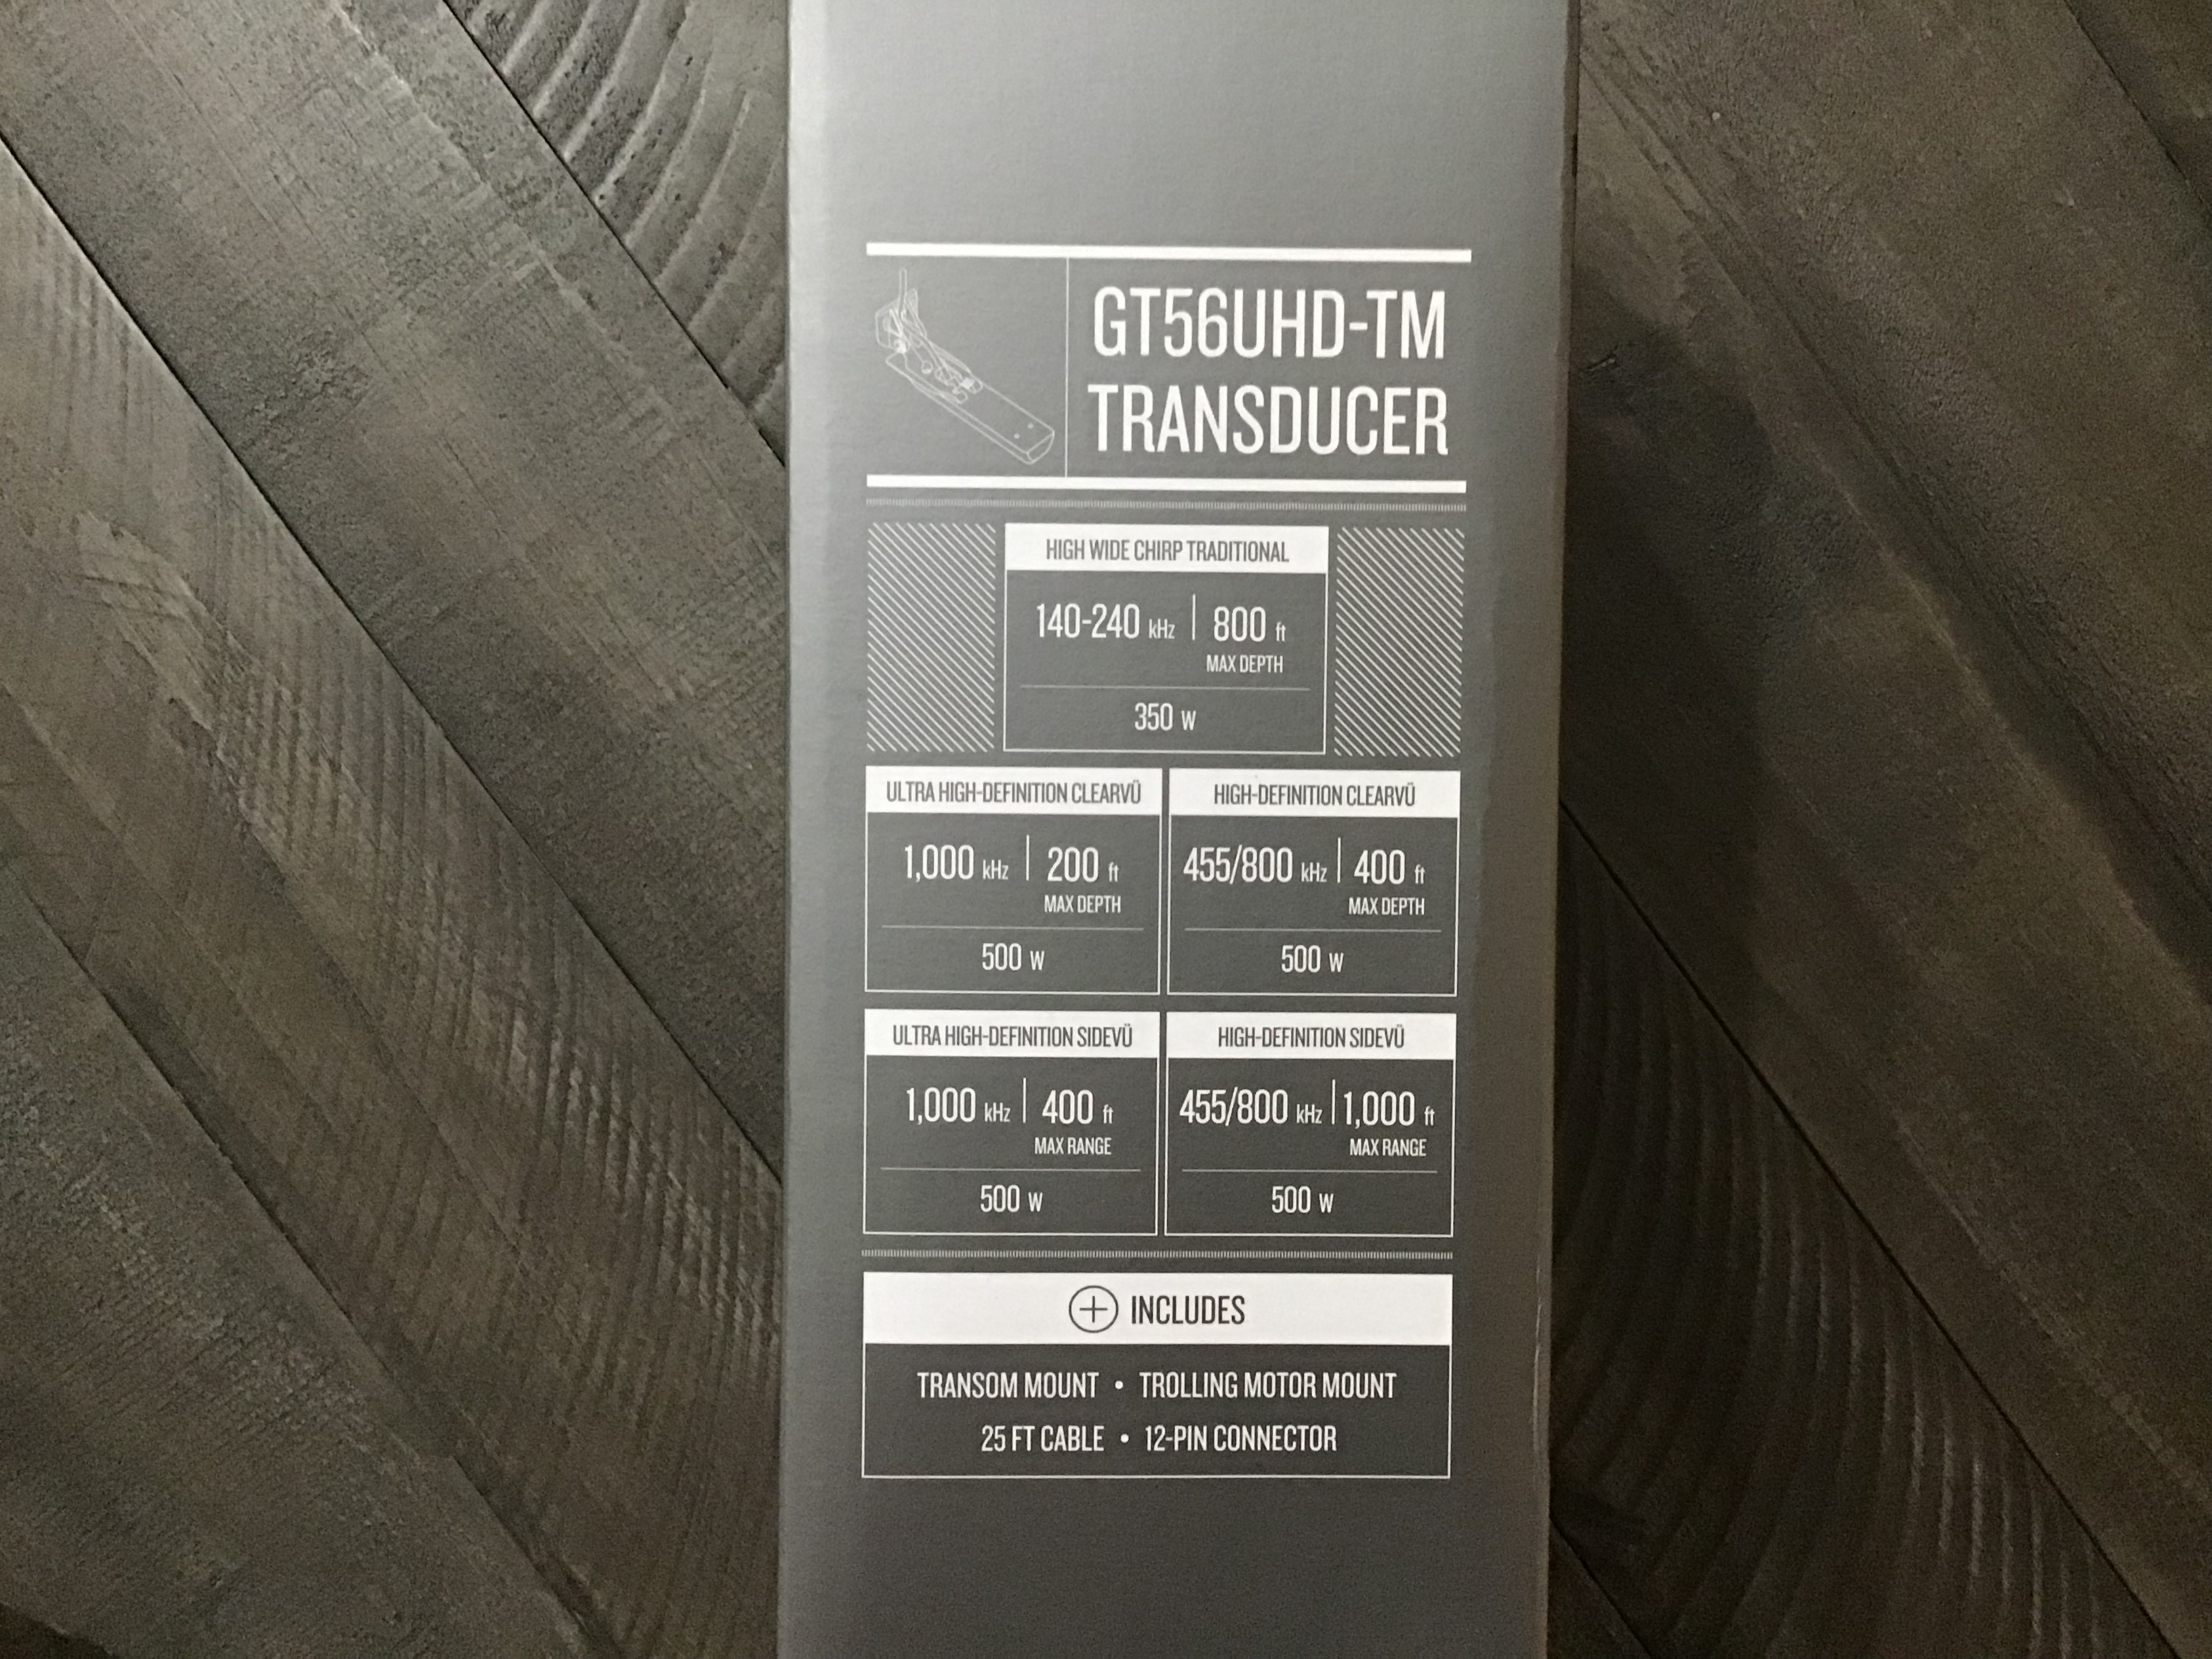 GT56UHD-TM
TRANSDUCER
HIGH WIDE CHIRP TRADITIONAL
140-240 kHz | 800 ft
MAX DEPTH
350 W
ULTRA HIGH-DEFINITION CLEARVÜ
1,000 kHz | 200 ft
MAX DEPTH
500 W
HIGH-DEFINITION CLEARVÜ
455/800 kHz | 400 ft
MAX DEPTH
500 W
ULTRA HIGH-DEFINITION SIDEVÜ
1,000 kHz | 400 ft
MAX RANGE
500 W
HIGH-DEFINITION SIDEVÜ
455/800 kHz | 1,000 ft
MAX RANGE
500 W
INCLUDES
TRANSOM MOUNT • TROLLING MOTOR MOUNT
25 FT CABLE • 12-PIN CONNECTOR